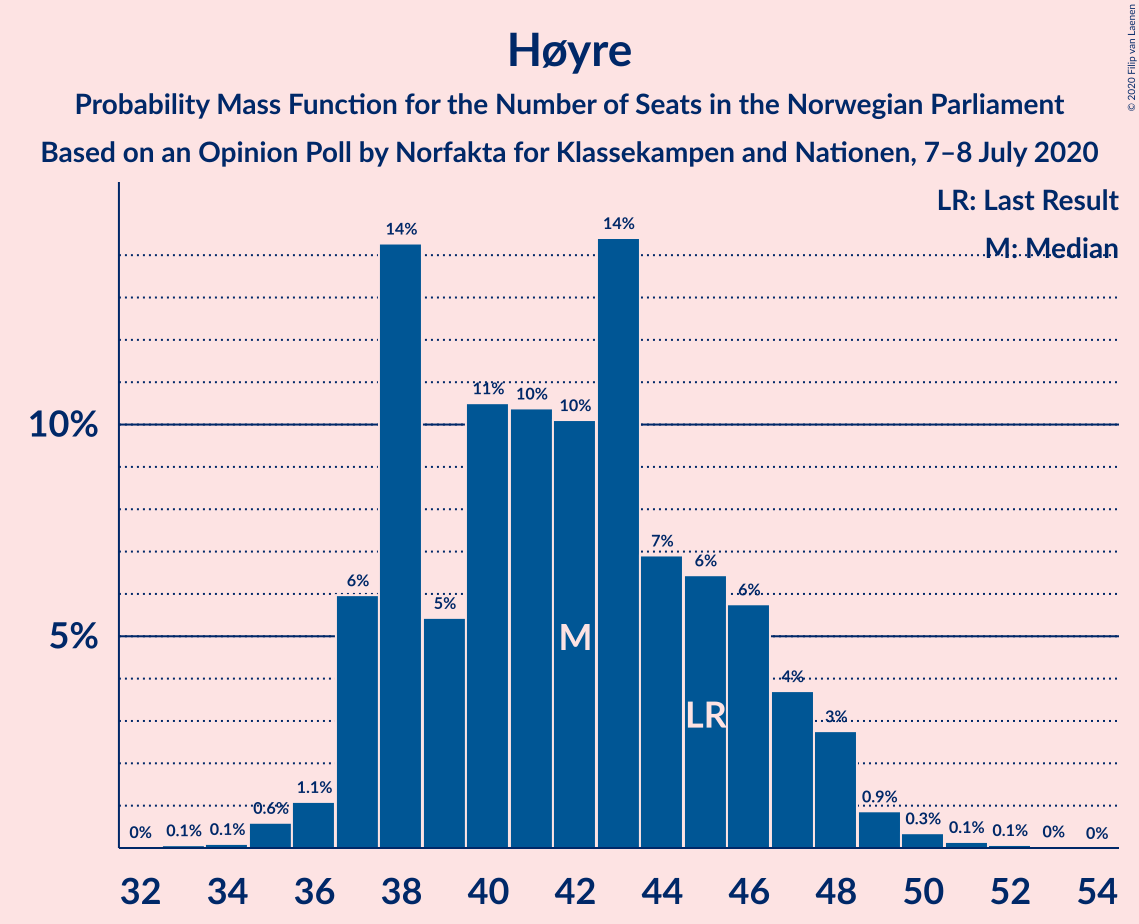 Høyre
Probability Mass Function for the Number of Seats in the Norwegian Parliament
Based on an Opinion Poll by Norfakta for Klassekampen and Nationen, 7–8 July 2020
© 2020 Filip van Laenen
LR: Last Result
M: Median
10%
5%
0%
0.1%
0.1%
0.6%
1.1%
6%
14%
5%
11%
10%
10%
14%
7%
6%
6%
4%
3%
0.9%
0.3%
0.1%
0.1%
0%
0%
M
LR
32 34 36 38 40 42 44 46 48 50 52 54